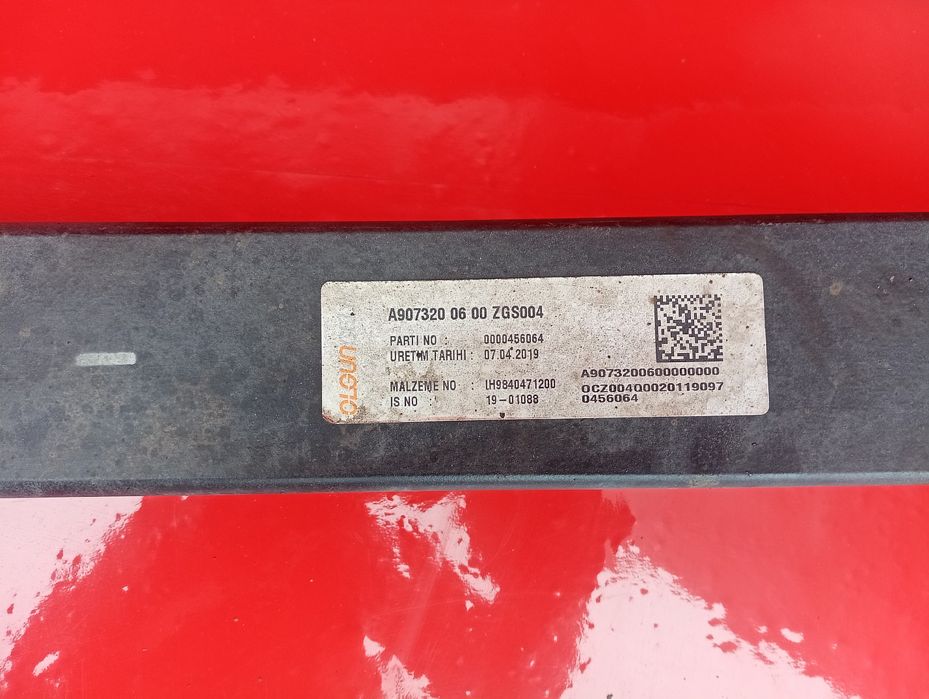 A907320 06 00 ZGS004
PARTI NO : 0000456064
URETIM TARIHI : 07.04.2019
MALZEME NO : LH9840471200
IS.NO : 19-01088
OLGUN
A9073200600000000
0CZ004Q0020119097
0456064